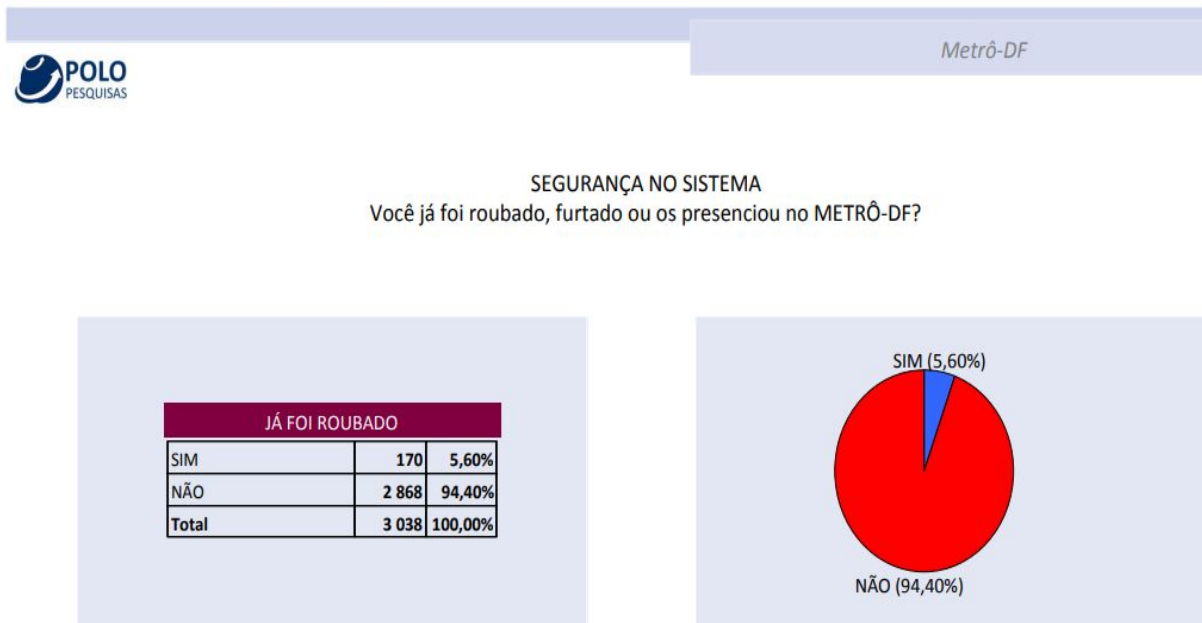 Metrô-DF
POLO
PESQUISAS
SEGURANÇA NO SISTEMA
Você já foi roubado, furtado ou os presenciou no METRÔ-DF?
JÁ FOI ROUBADO
SIM 170 5,60%
NÃO 2 868 94,40%
Total 3 038 100,00%
SIM (5,60%)
NÃO (94,40%)